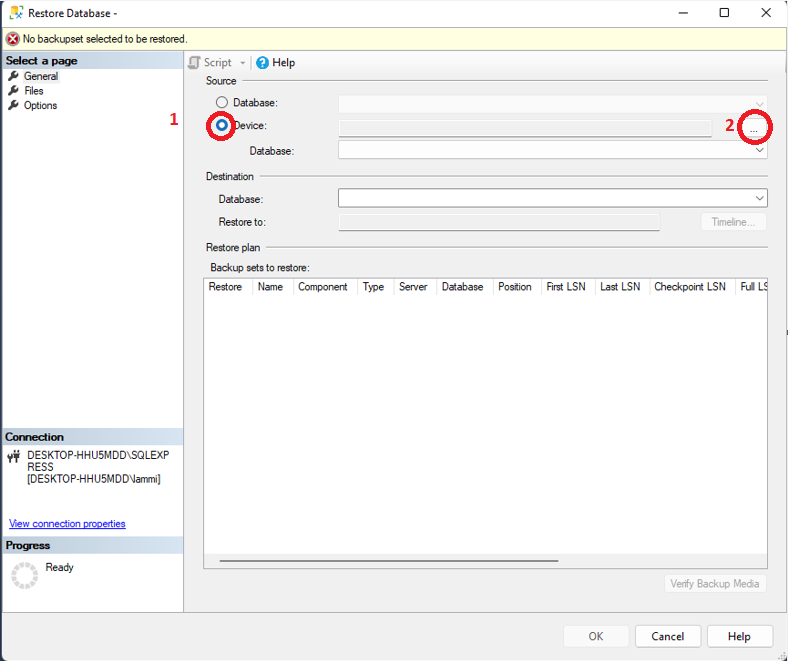 Restore Database -
No backupset selected to be restored.
Select a page
General
Files
Options
Script
Help
Source
Database:
1
Device:
2
...
Database:
Destination
Database:
Restore to:
Timeline...
Restore plan
Backup sets to restore:
Restore Name Component Type Server Database Position First LSN Last LSN Checkpoint LSN Full LS
Connection
DESKTOP-HHU5MDD\SQLEXP
RESS
[DESKTOP-HHU5MDD\lammi]
View connection properties
Progress
Ready
Verify Backup Media
OK Cancel Help